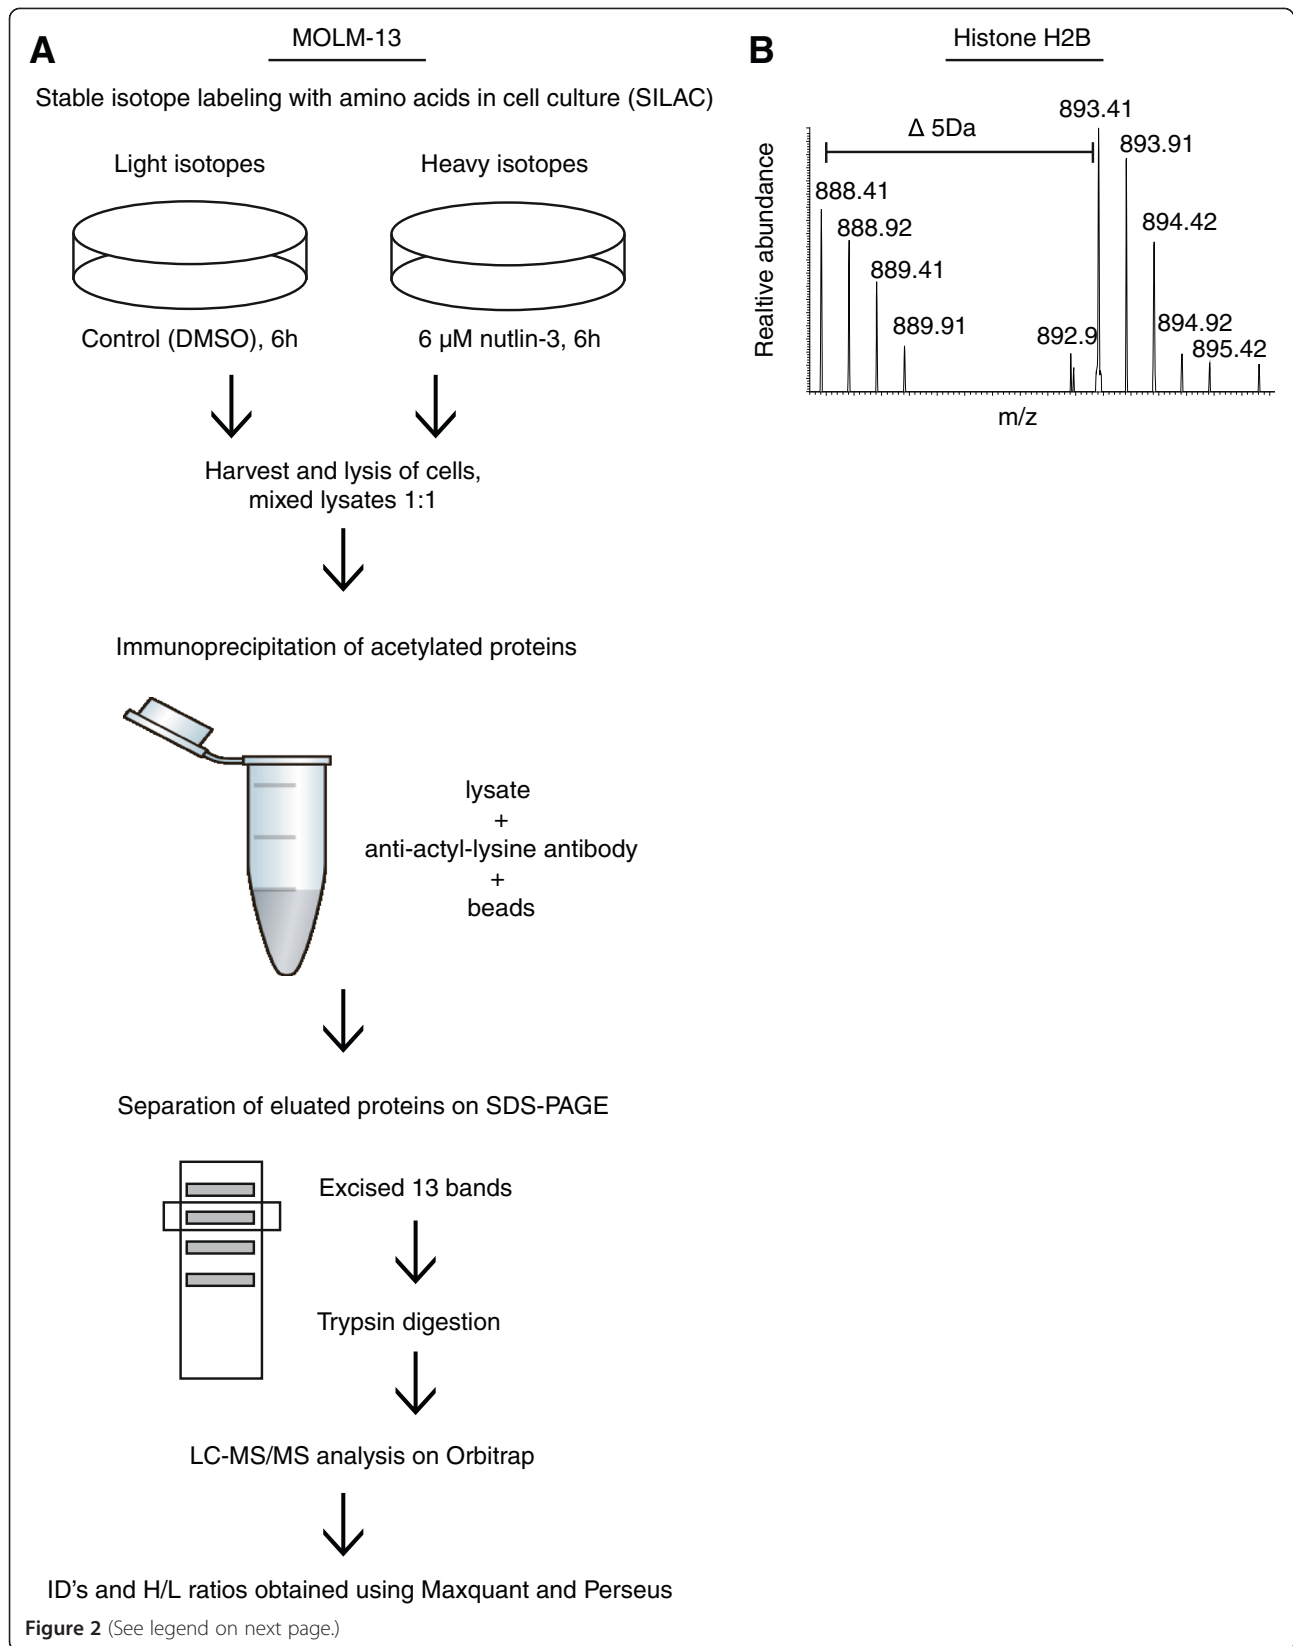 A
MOLM-13
Stable isotope labeling with amino acids in cell culture (SILAC)
Light isotopes
Heavy isotopes
Control (DMSO), 6h
6 µM nutlin-3, 6h
Harvest and lysis of cells,
mixed lysates 1:1
Immunoprecipitation of acetylated proteins
lysate
+
anti-actyl-lysine antibody
+
beads
Separation of eluated proteins on SDS-PAGE
Excised 13 bands
Trypsin digestion
LC-MS/MS analysis on Orbitrap
ID's and H/L ratios obtained using Maxquant and Perseus
B
Histone H2B
Realtive abundance
Δ 5Da
888.41
888.92
889.41
889.91
892.9
893.41
893.91
894.42
894.92
895.42
m/z
Figure 2 (See legend on next page.)